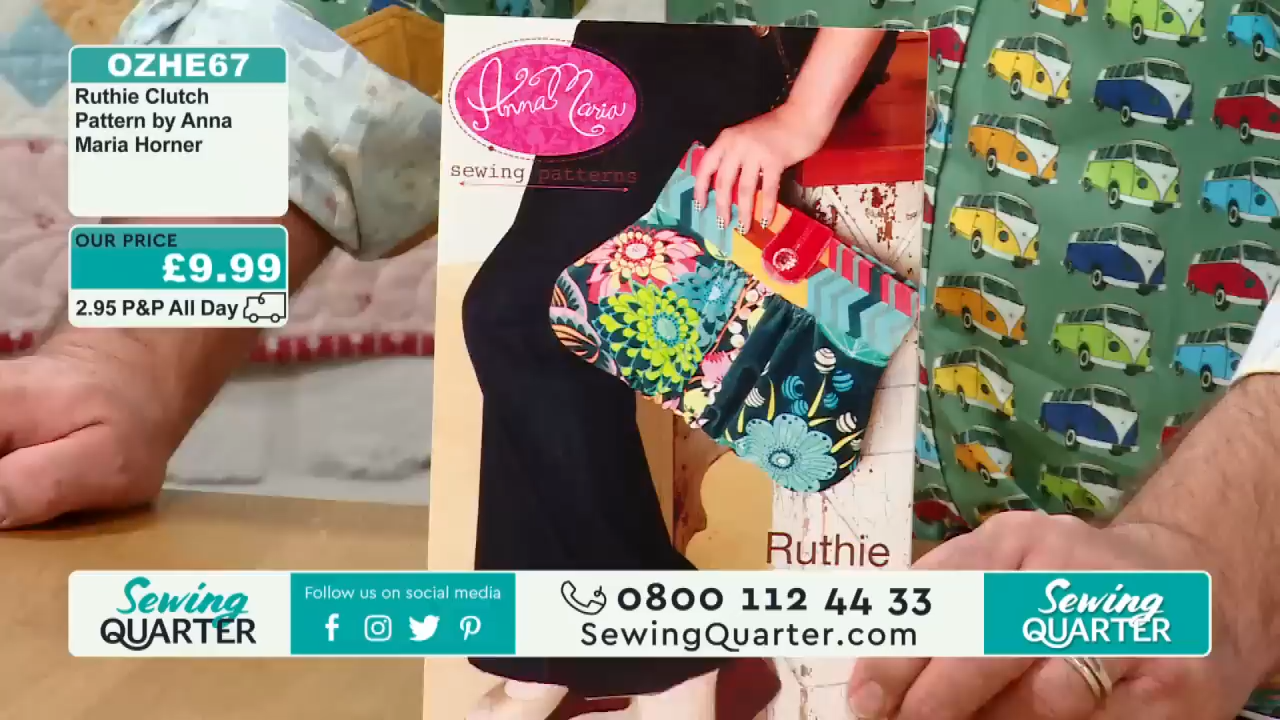 OZHE67
Ruthie Clutch
Pattern by Anna
Maria Horner
OUR PRICE
£9.99
2.95 P&P All Day
Anna Maria
sewing patterns
Ruthie
Sewing
QUARTER
Follow us on social media
0800 112 44 33
SewingQuarter.com
Sewing
QUARTER